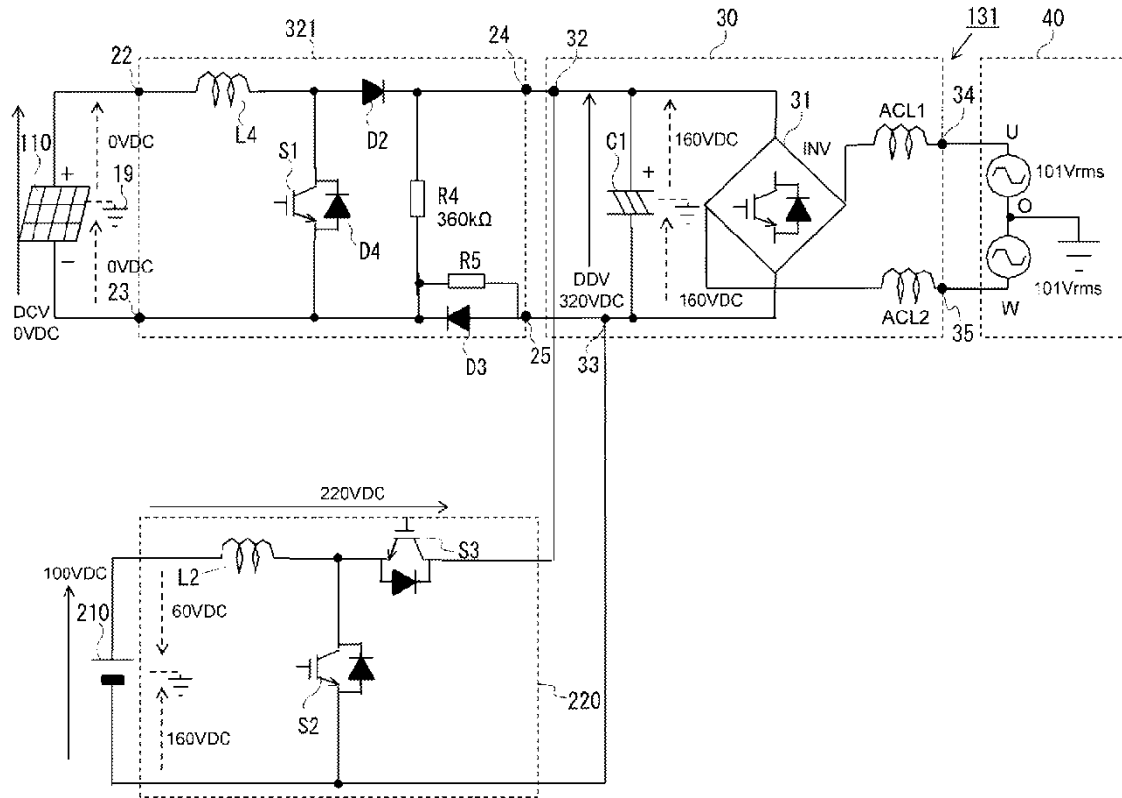 321
24
32
30
131
40
22
L4
D2
31
ACL1
34
110
0VDC
19
S1
C1
160VDC
INV
U
101Vrms
+
+
R4
360kΩ
O
D4
R5
−
0VDC
DDV
320VDC
160VDC
101Vrms
DCV
0VDC
23
ACL2
W
25
33
35
D3
220VDC
S3
L2
100VDC
60VDC
210
S2
220
160VDC